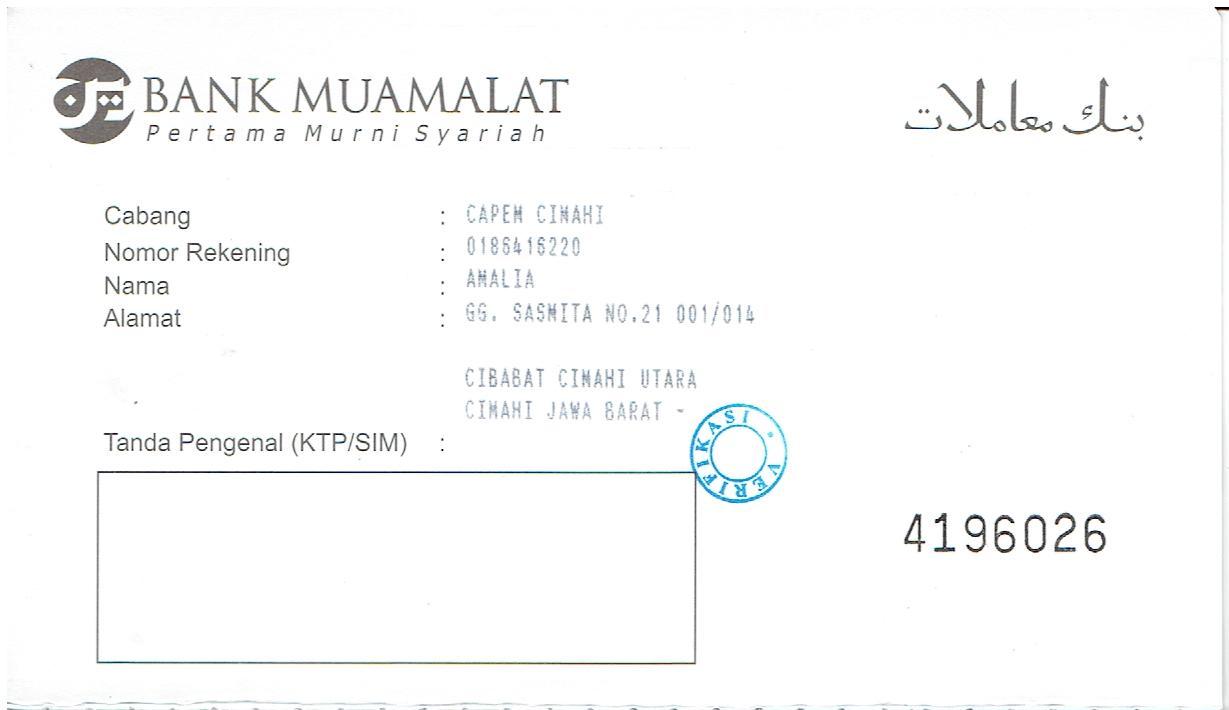 BANK MUAMALAT
Pertama Murni Syariah
بنك معاملات
Cabang : CAPEM CIMAHI
Nomor Rekening : 0186416220
Nama : AMALIA
Alamat : GG. SASMITA NO.21 001/014
CIBABAT CIMAHI UTARA
CIMAHI JAWA BARAT -
Tanda Pengenal (KTP/SIM) :
VERIFIKASI
4196026